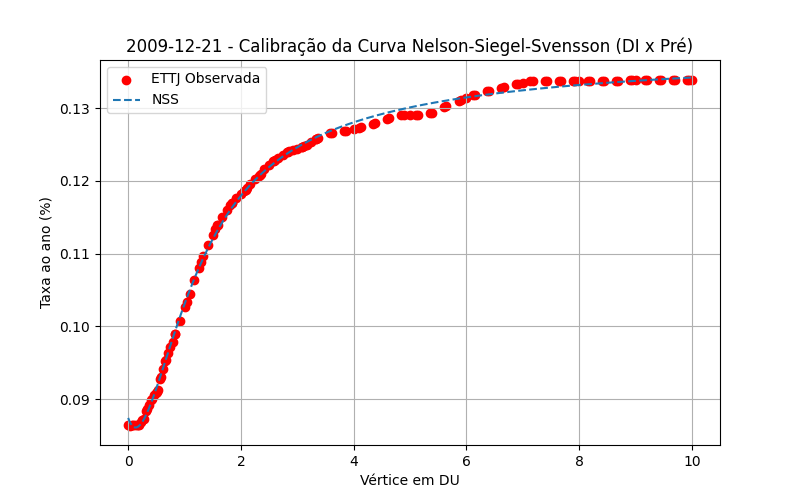 2009-12-21 - Calibração da Curva Nelson-Siegel-Svensson (DI x Pré)
ETTJ Observada
NSS
Taxa ao ano (%)
0.13
0.12
0.11
0.10
0.09
0 2 4 6 8 10
Vértice em DU